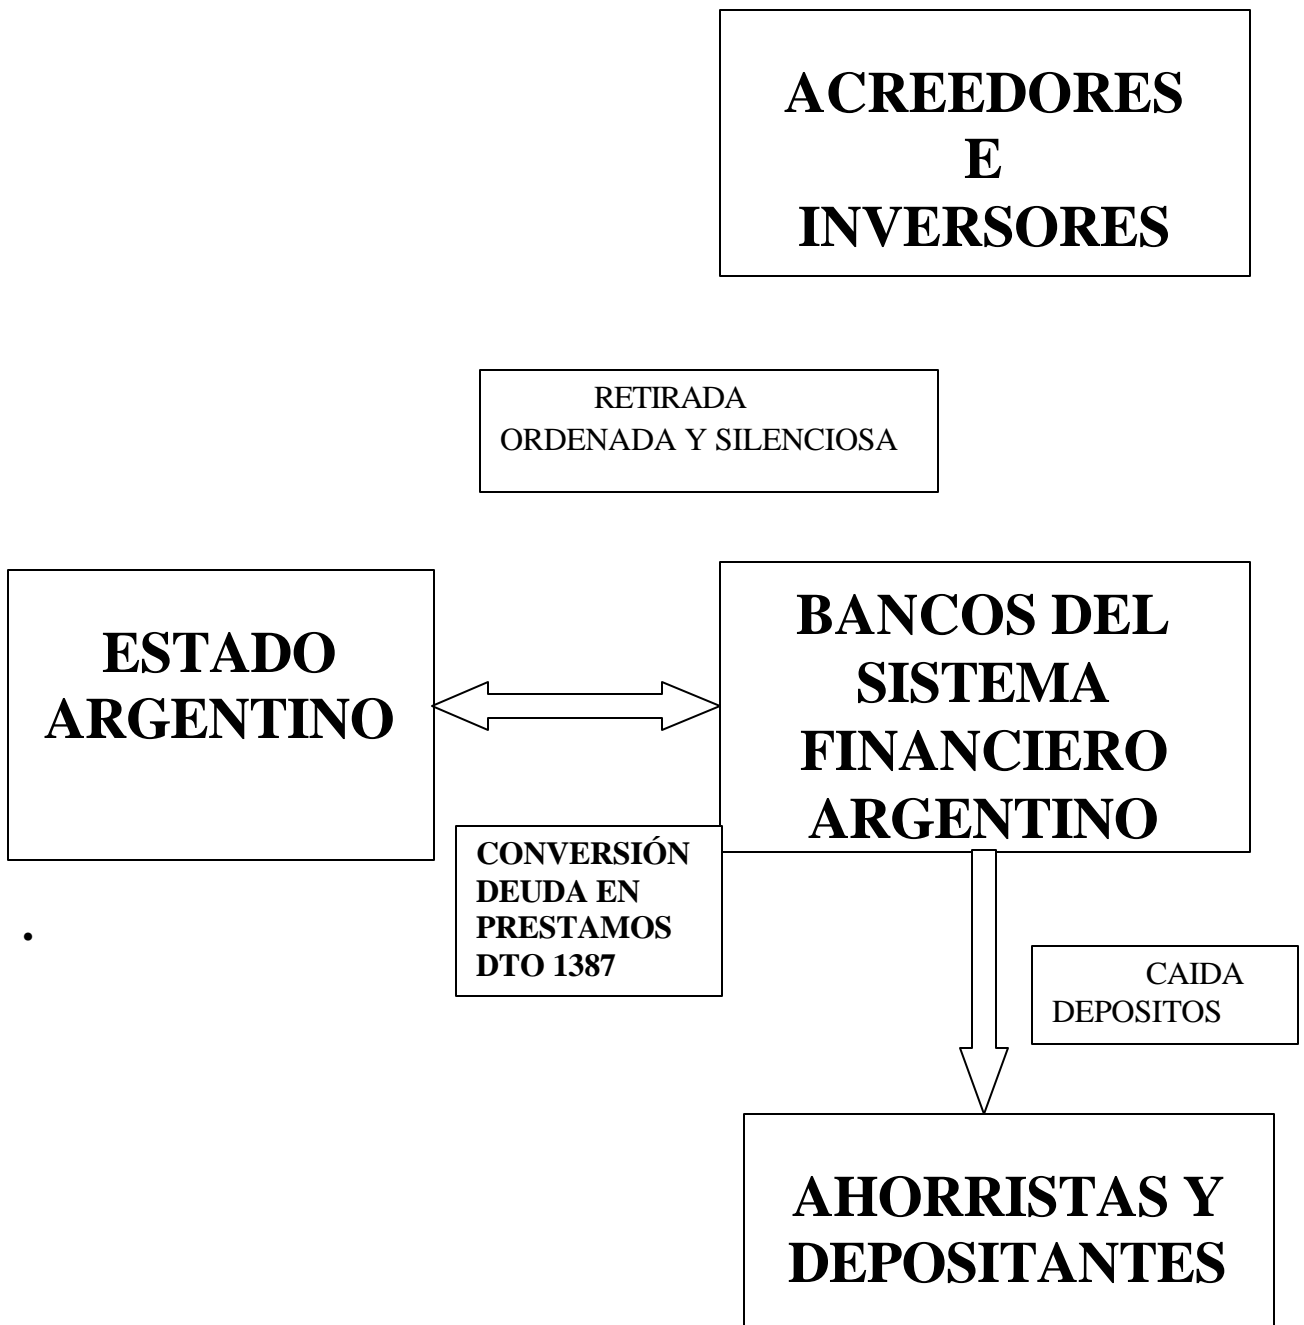 ACREEDORES
E
INVERSORES
RETIRADA
ORDENADA Y SILENCIOSA
ESTADO
ARGENTINO
BANCOS DEL
SISTEMA
FINANCIERO
ARGENTINO
CONVERSIÓN
DEUDA EN
PRESTAMOS
DTO 1387
CAIDA
DEPOSITOS
AHORRISTAS Y
DEPOSITANTES